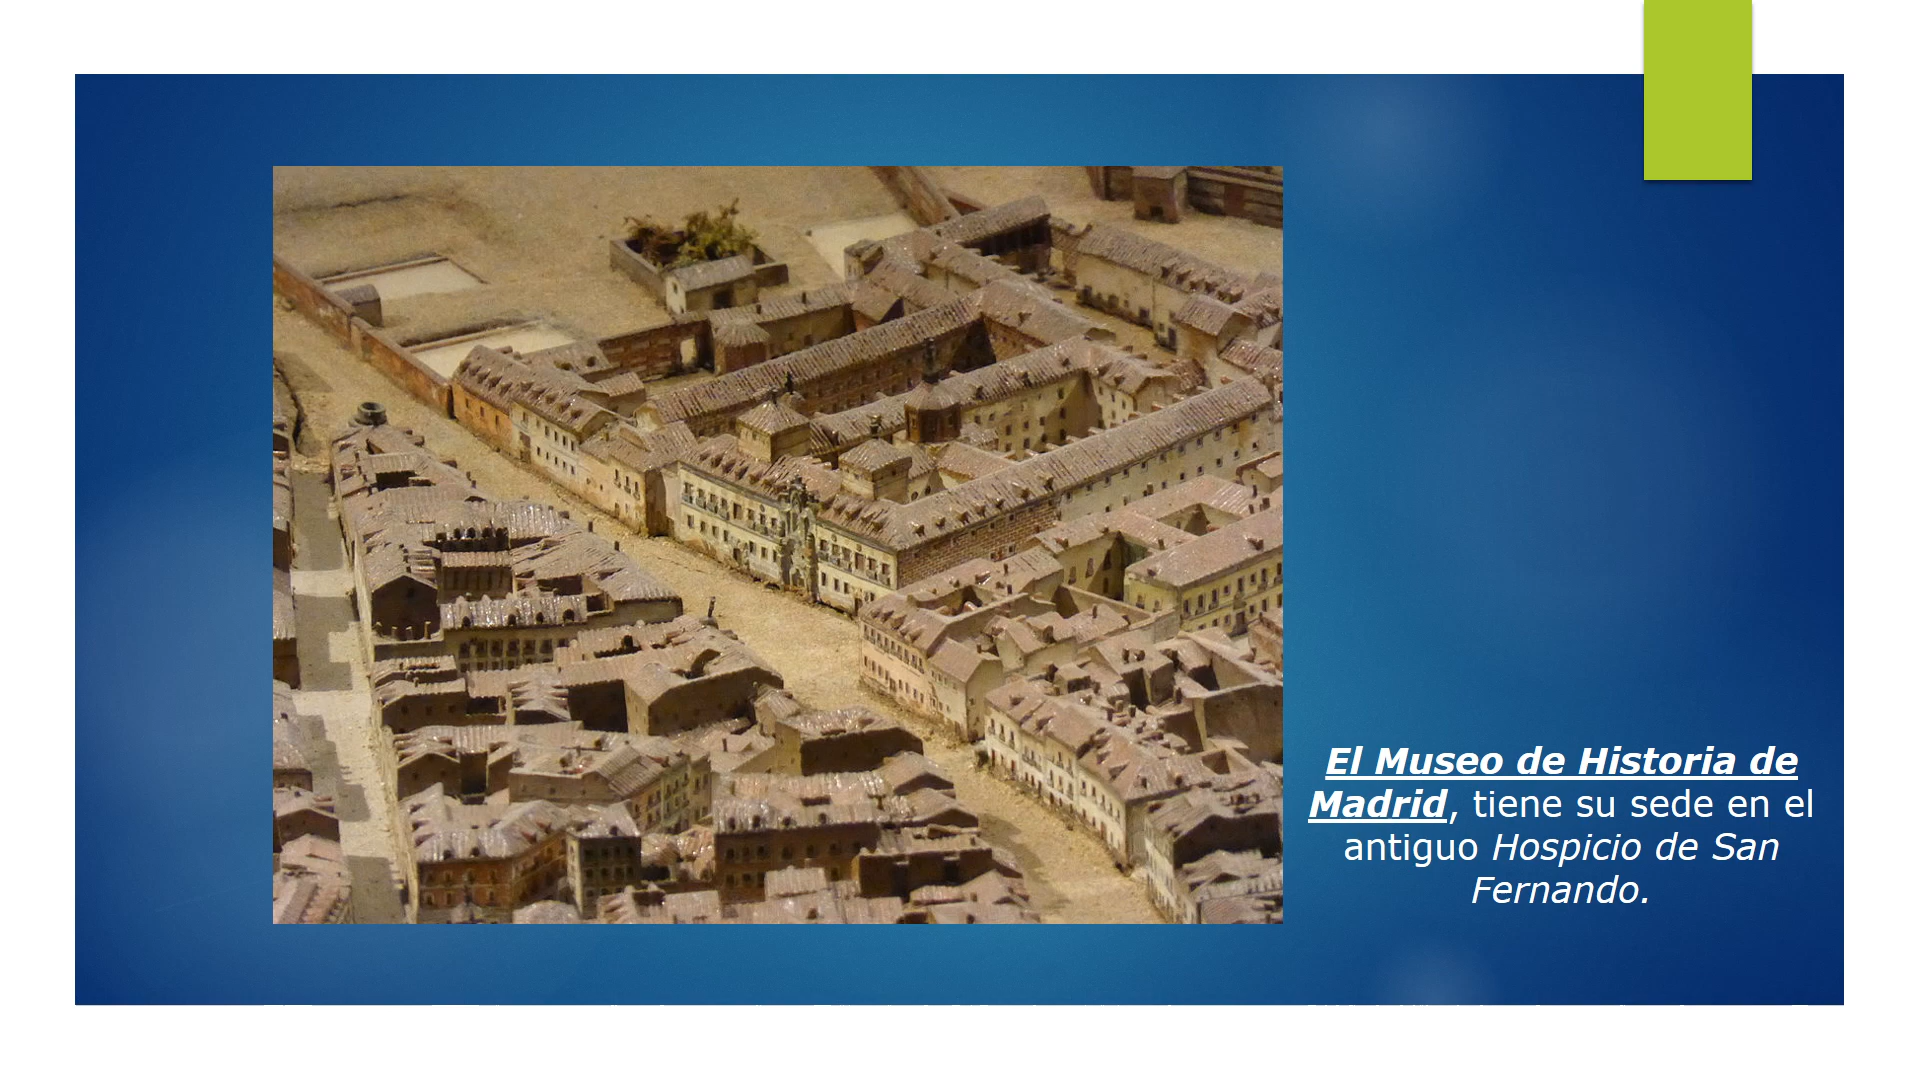 El Museo de Historia de
Madrid, tiene su sede en el
antiguo Hospicio de San
Fernando.